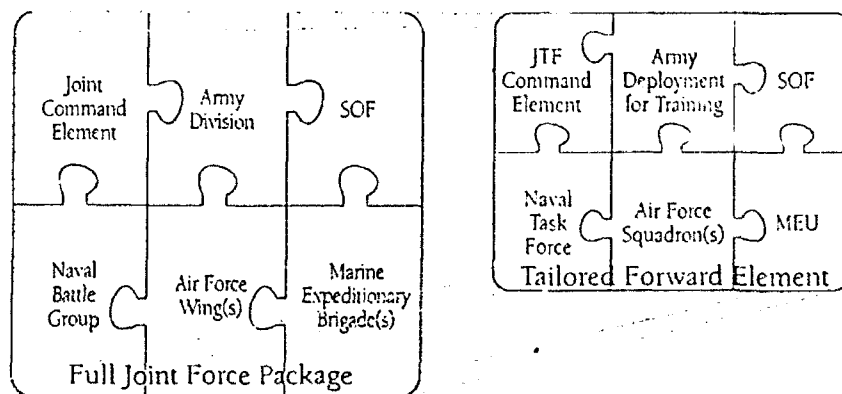 Joint
Command
Element
Army
Division
SOF
Naval
Battle
Group
Air Force
Wing(s)
Marine
Expeditionary
Brigade(s)
Full Joint Force Package
JTF
Command
Element
Army
Deployment
for Training
SOF
Naval
Task
Force
Air Force
Squadron(s)
MEU
Tailored Forward Element